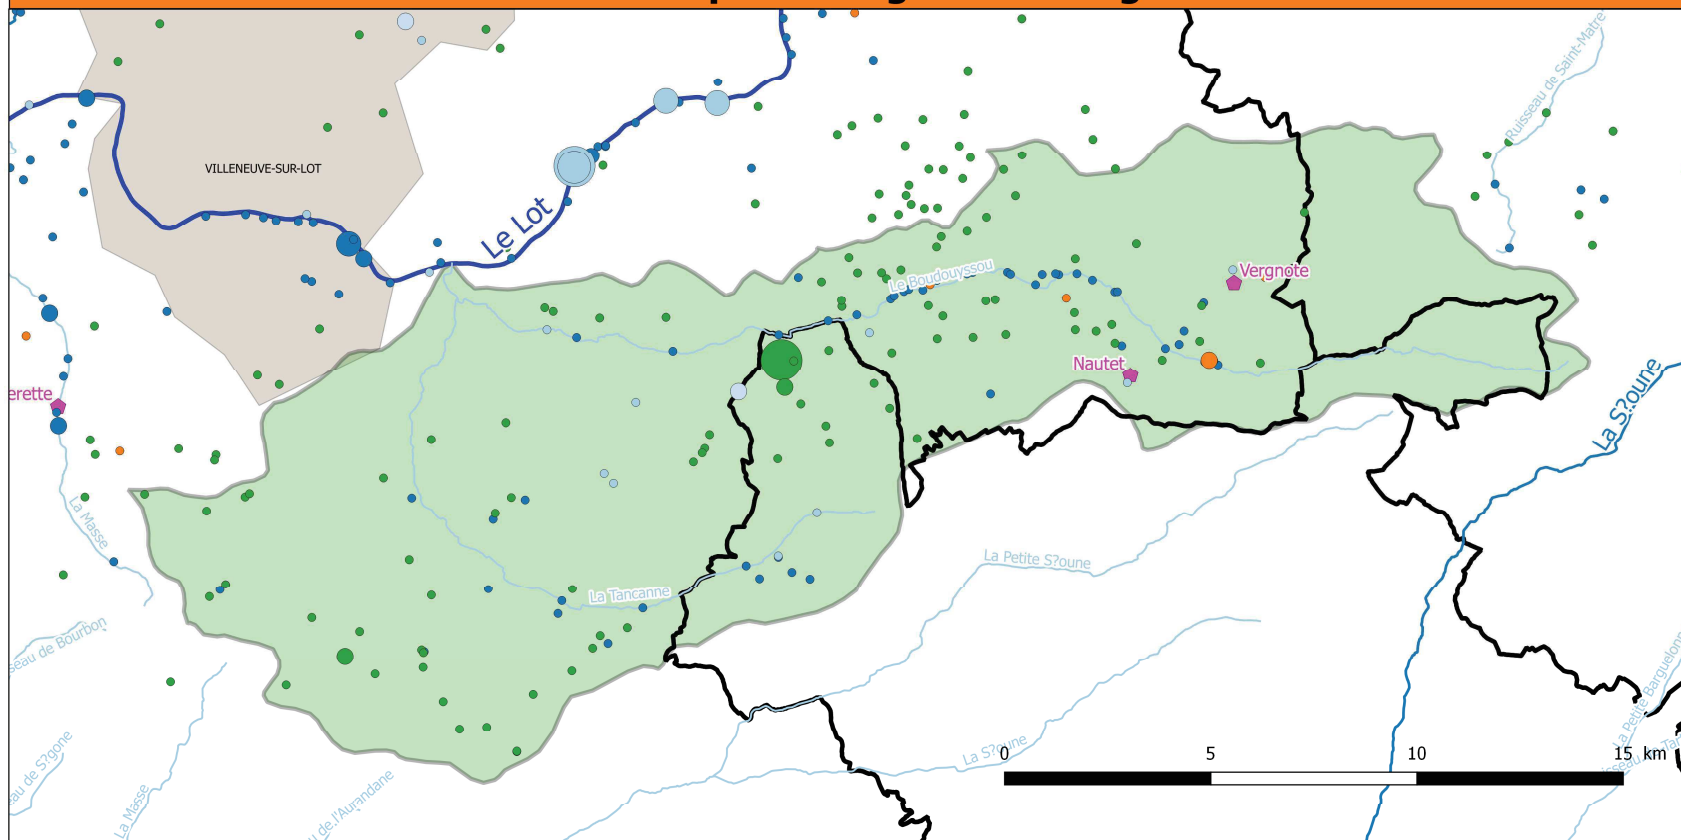 Ruisseau de Saint-Matre
VILLENEUVE-SUR-LOT
Le Lot
Le Boudouyssou
Vergnote
Nautet
erette
La S?oune
La Masse
La Petite S?oune
La Tancanne
seau de Bourbon
La Petite Barguelon
La S?oune
0 5 10 15 km
eau de S?gone
La Masse
u de l'Aurandane